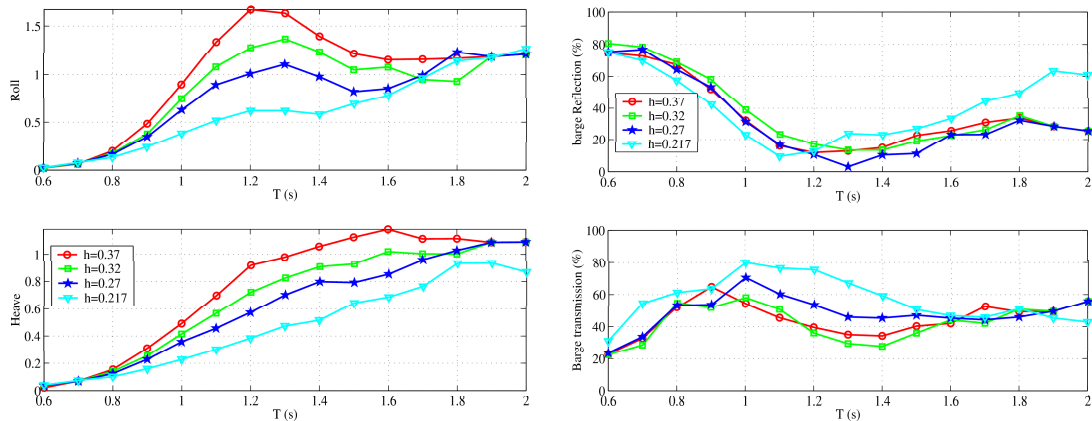 1.5
1
0.5
0
Roll
0.6 0.7 0.8 0.9 1 1.2 1.4 1.6 1.8 2
T (s)
100
80
60
40
20
0
barge Reflection (%)
h=0.37
h=0.32
h=0.27
h=0.217
0.6 0.8 1 1.2 1.4 1.6 1.8 2
T (s)
1
0.8
0.6
0.4
0.2
0
Heave
h=0.37
h=0.32
h=0.27
h=0.217
0.6 0.8 1 1.2 1.4 1.6 1.8 2
T (s)
100
80
60
40
20
0
Barge transmission (%)
0.6 0.8 1 1.2 1.4 1.6 1.8 2
T (s)